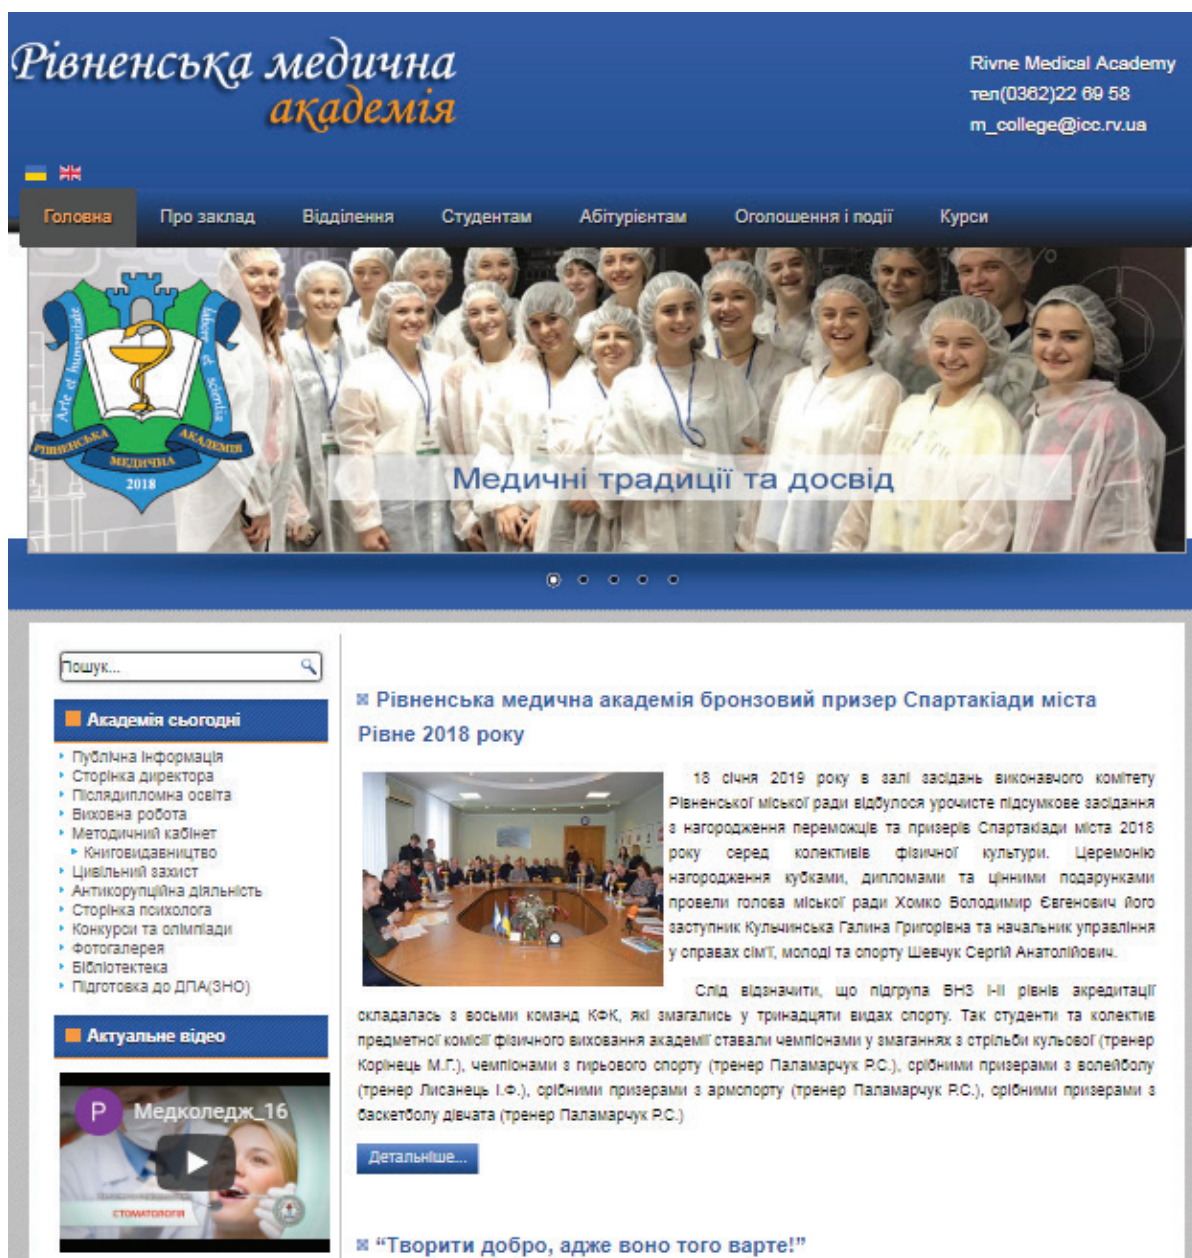 Рівненська медична
академія
Rivne Medical Academy
тел(0362)22 69 58
m_college@icc.rv.ua
Головна Про заклад Відділення Студентам Абітурієнтам Оголошення і події Курси
Arte et humanitate
labore et scientia
РІВНЕНСЬКА
МЕДИЧНА
АКАДЕМІЯ
2018
Медичні традиції та досвід
Пошук...
Академія сьогодні
Публічна інформація
Сторінка директора
Післядипломна освіта
Виховна робота
Методичний кабінет
Книговидавництво
Цивільний захист
Антикорупційна діяльність
Сторінка психолога
Конкурси та олімпіади
Фотогалерея
Бібліотектека
Підготовка до ДПА(ЗНО)
Актуальне відео
Р Медколедж_16
СТОМАТОЛОГІЯ
Рівненська медична академія бронзовий призер Спартакіади міста
Рівне 2018 року
18 січня 2019 року в залі засідань виконавчого комітету
Рівненської міської ради відбулося урочисте підсумкове засідання
з нагородження переможців та призерів Спартакіади міста 2018
року серед колективів фізичної культури. Церемонію
нагородження кубками, дипломами та цінними подарунками
провели голова міської ради Хомко Володимир Євгенович його
заступник Кульчинська Галина Григорівна та начальник управління
у справах сім'ї, молоді та спорту Шевчук Сергій Анатолійович.
Слід відзначити, що підгрупа ВНЗ І-ІІ рівнів акредитації
складалась з восьми команд КФК, які змагались у тринадцяти видах спорту. Так студенти та колектив
предметної комісії фізичного виховання академії ставали чемпіонами у змаганнях з стрільби кульової (тренер
Корінець М.Г.), чемпіонами з гирьового спорту (тренер Паламарчук Р.С.), срібними призерами з волейболу
(тренер Лисанець І.Ф.), срібними призерами з армспорту (тренер Паламарчук Р.С.), срібними призерами з
баскетболу дівчата (тренер Паламарчук Р.С.)
Детальніше...
“Творити добро, адже воно того варте!”